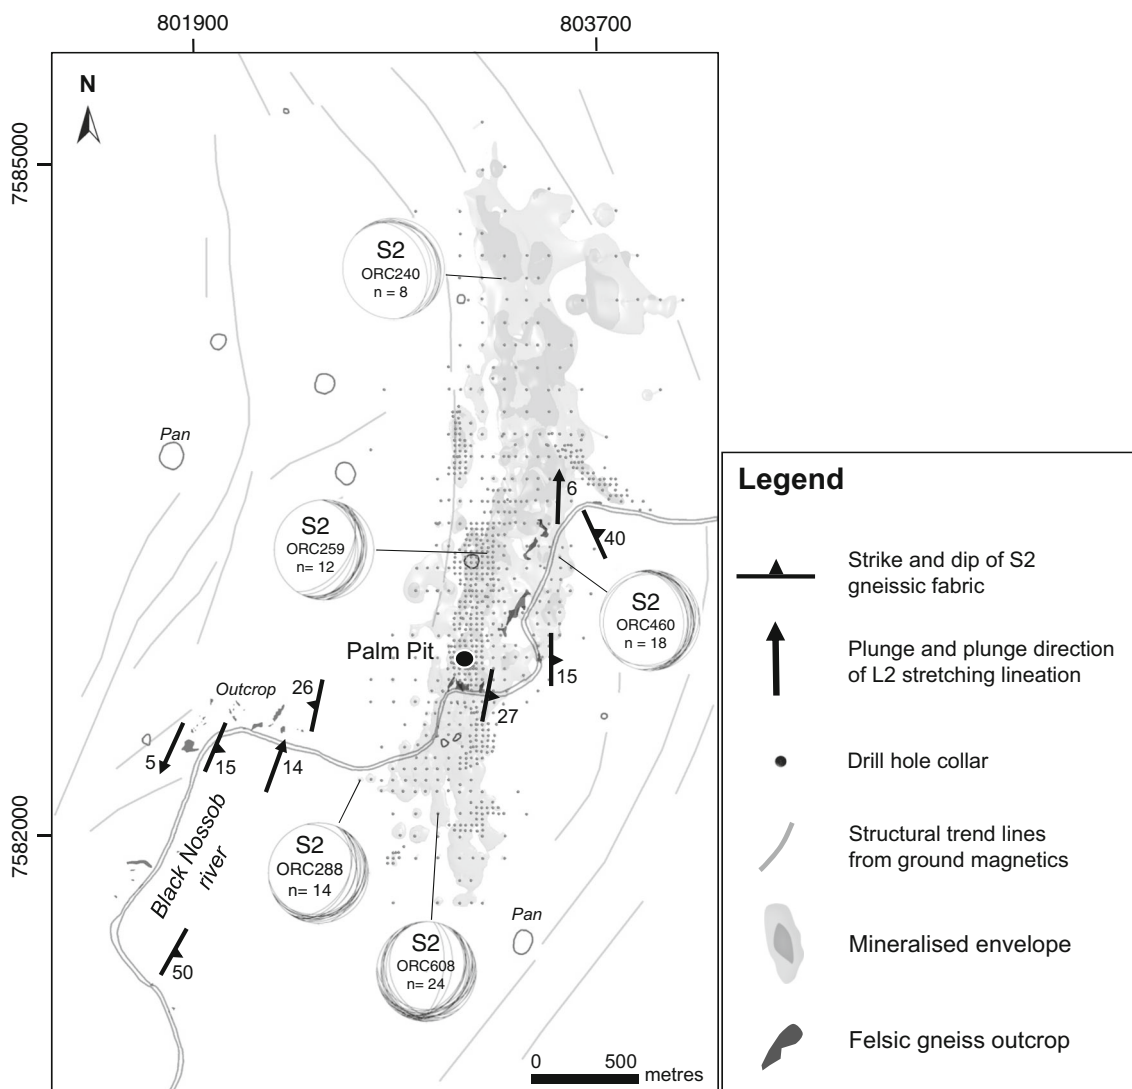 801900
803700
N
7585000
S2
ORC240
n = 8
Pan
6
S2
ORC259
n= 12
40
S2
ORC460
n = 18
Palm Pit
15
Outcrop
26
27
5
15
14
7582000
Black Nossob
river
S2
ORC288
n= 14
S2
ORC608
n= 24
Pan
50
0
500
metres
Legend
Strike and dip of S2
gneissic fabric
Plunge and plunge direction
of L2 stretching lineation
Drill hole collar
Structural trend lines
from ground magnetics
Mineralised envelope
Felsic gneiss outcrop